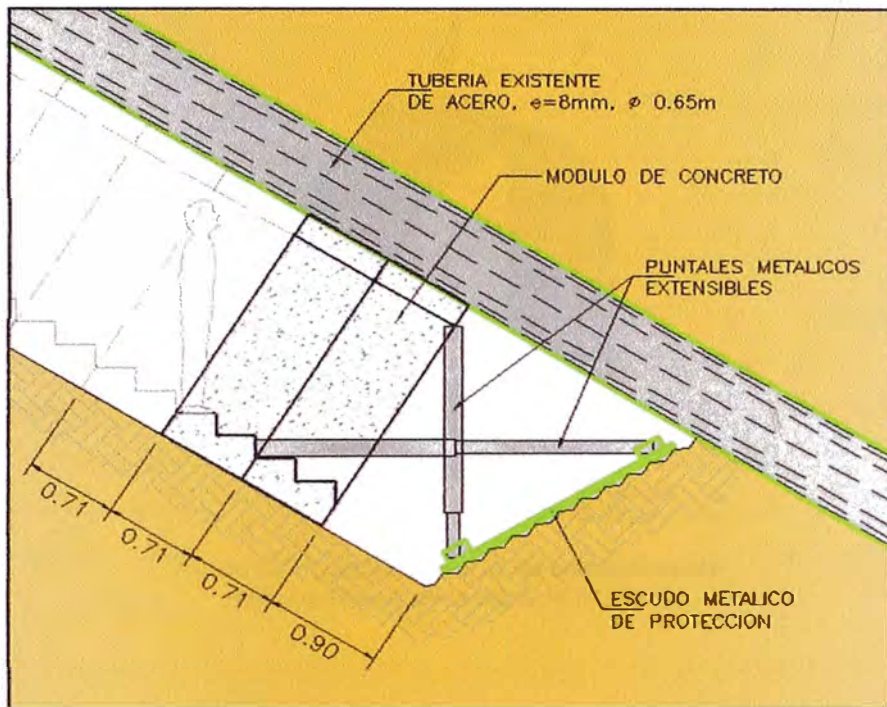 TUBERIA EXISTENTE
DE ACERO, e=8mm, ø 0.65m
MODULO DE CONCRETO
PUNTALES METALICOS
EXTENSIBLES
0.71
0.71
0.71
0.90
ESCUDO METALICO
DE PROTECCION